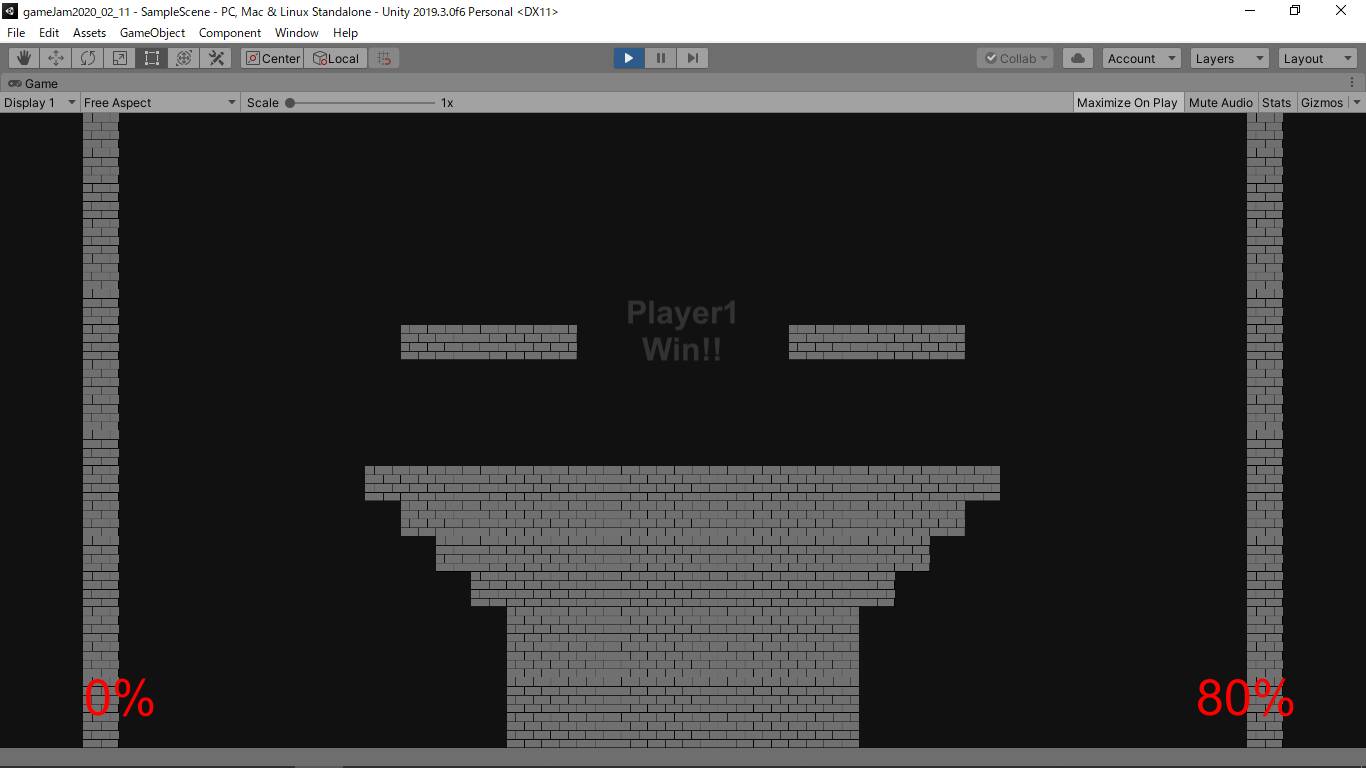 gameJam2020_02_11 - SampleScene - PC, Mac & Linux Standalone - Unity 2019.3.0f6 Personal <DX11>
File Edit Assets GameObject Component Window Help
Center Local Collab Account Layers Layout
Game
Display 1 Free Aspect Scale 1x Maximize On Play Mute Audio Stats Gizmos
Player1
Win!!
0% 80%